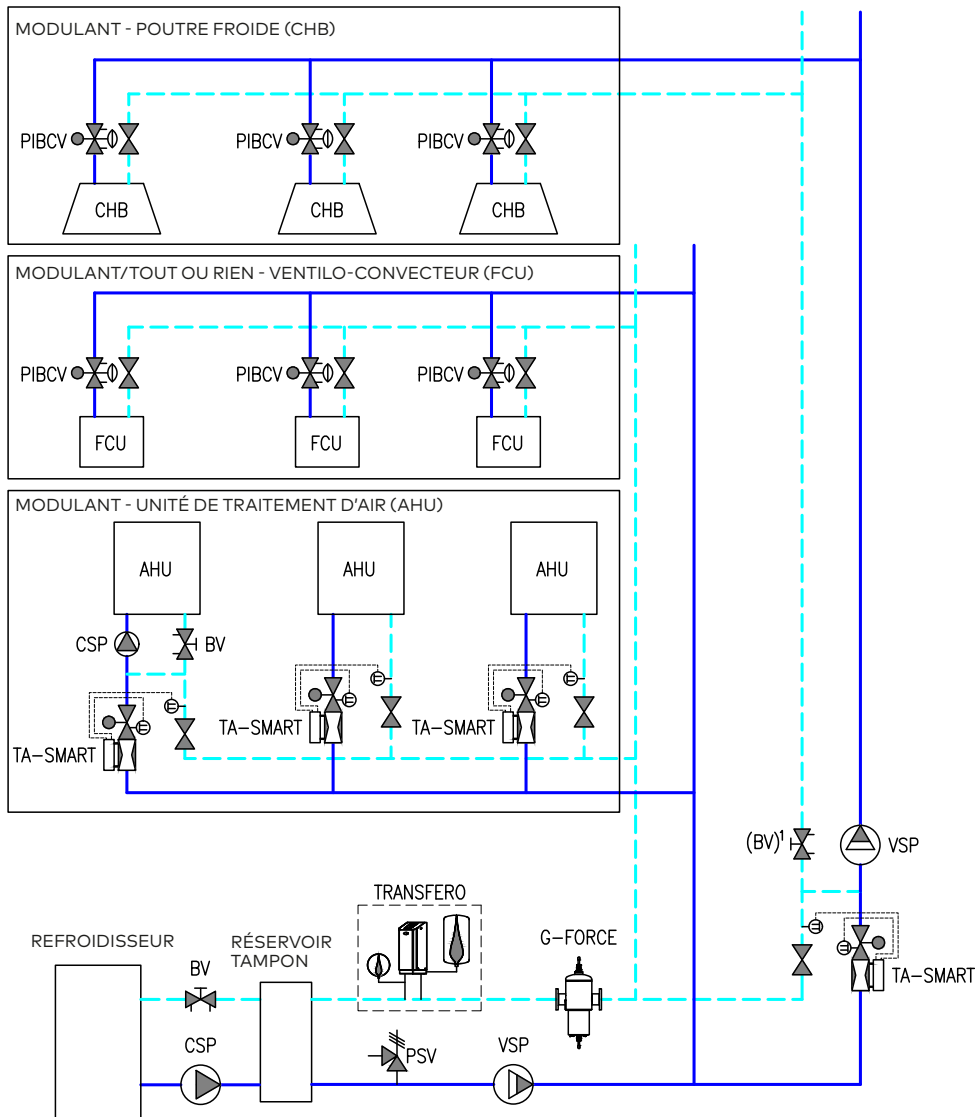 MODULANT - POUTRE FROIDE (CHB)
PIBCV
PIBCV
PIBCV
CHB
CHB
CHB
MODULANT/TOUT OU RIEN - VENTILO-CONVECTEUR (FCU)
PIBCV
PIBCV
PIBCV
FCU
FCU
FCU
MODULANT - UNITÉ DE TRAITEMENT D'AIR (AHU)
AHU
AHU
AHU
CSP
BV
TA-SMART
TA-SMART
TA-SMART
(BV)¹
VSP
TRANSFERO
G-FORCE
REFROIDISSEUR
RÉSERVOIR
TAMPON
BV
TA-SMART
CSP
PSV
VSP